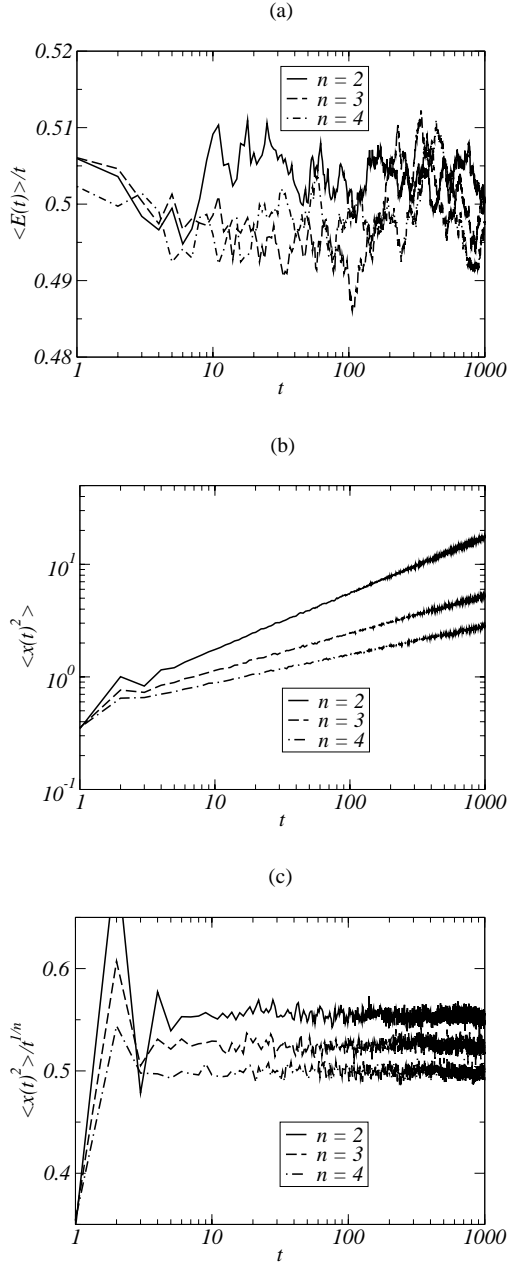 (a)
0.52
0.51
0.5
0.49
0.48
<E(t)>/t
n = 2
n = 3
n = 4
1
10
100
1000
t
(b)
10^1
10^0
10^-1
<x(t)^2>
n = 2
n = 3
n = 4
1
10
100
1000
t
(c)
0.6
0.5
0.4
<x(t)^2>/t^1/n
n = 2
n = 3
n = 4
1
10
100
1000
t